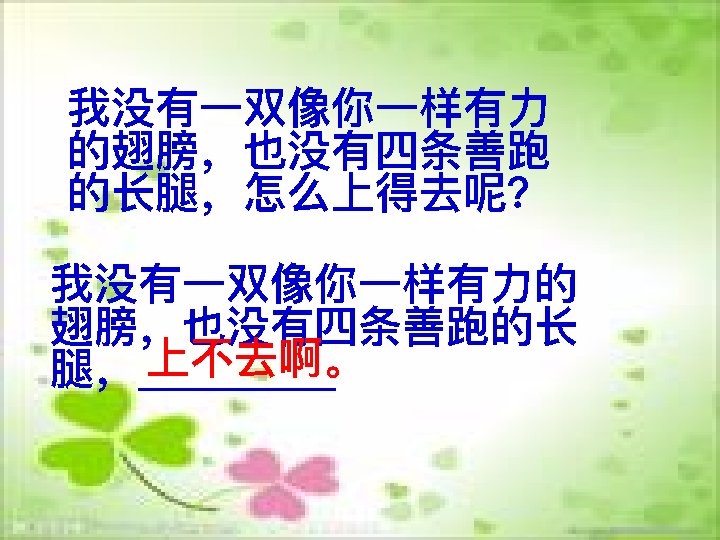 我没有一双像你一样有力
的翅膀，也没有四条善跑
的长腿，怎么上得去呢？
我没有一双像你一样有力的
翅膀，也没有四条善跑的长
腿，上不去啊。